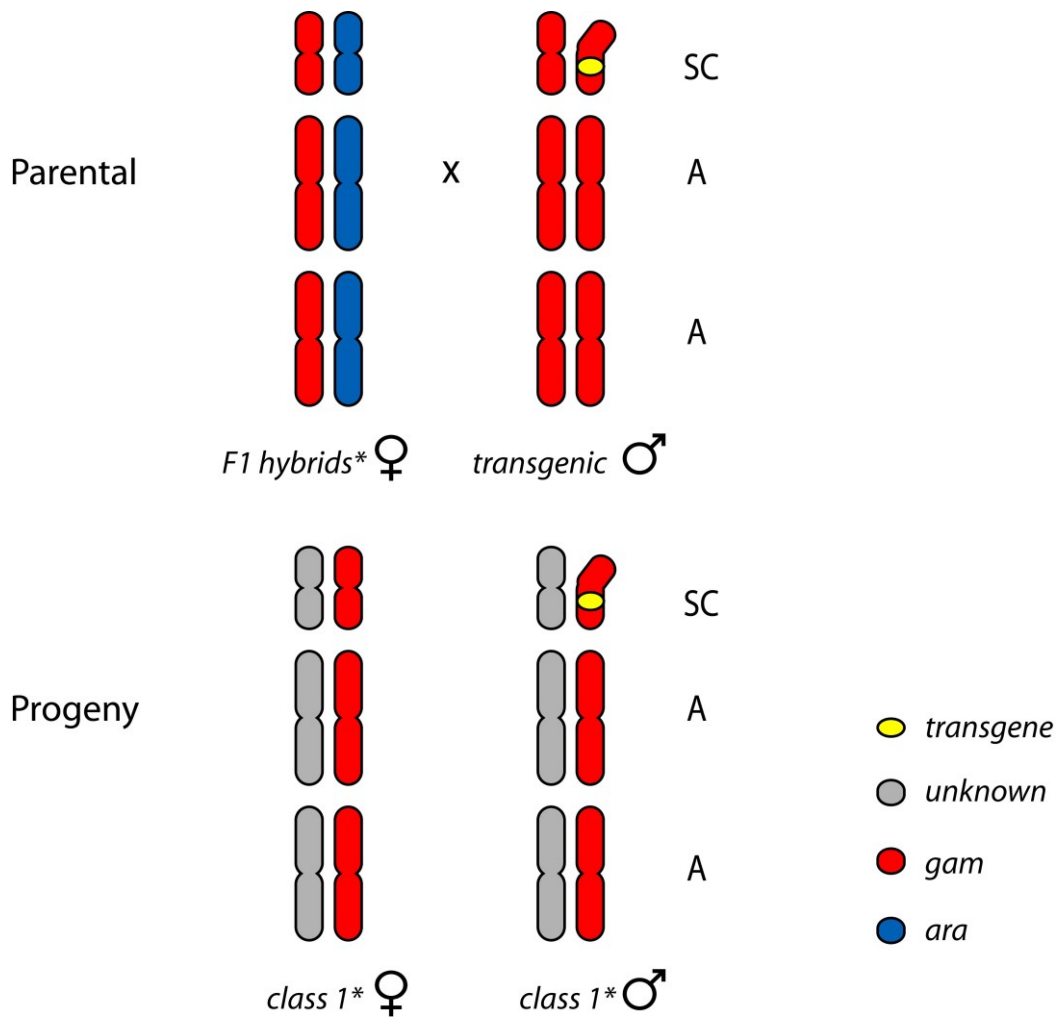 SC
Parental
x
A
A
F1 hybrids* ♀
transgenic ♂
SC
Progeny
A
A
class 1* ♀
class 1* ♂
transgene
unknown
gam
ara